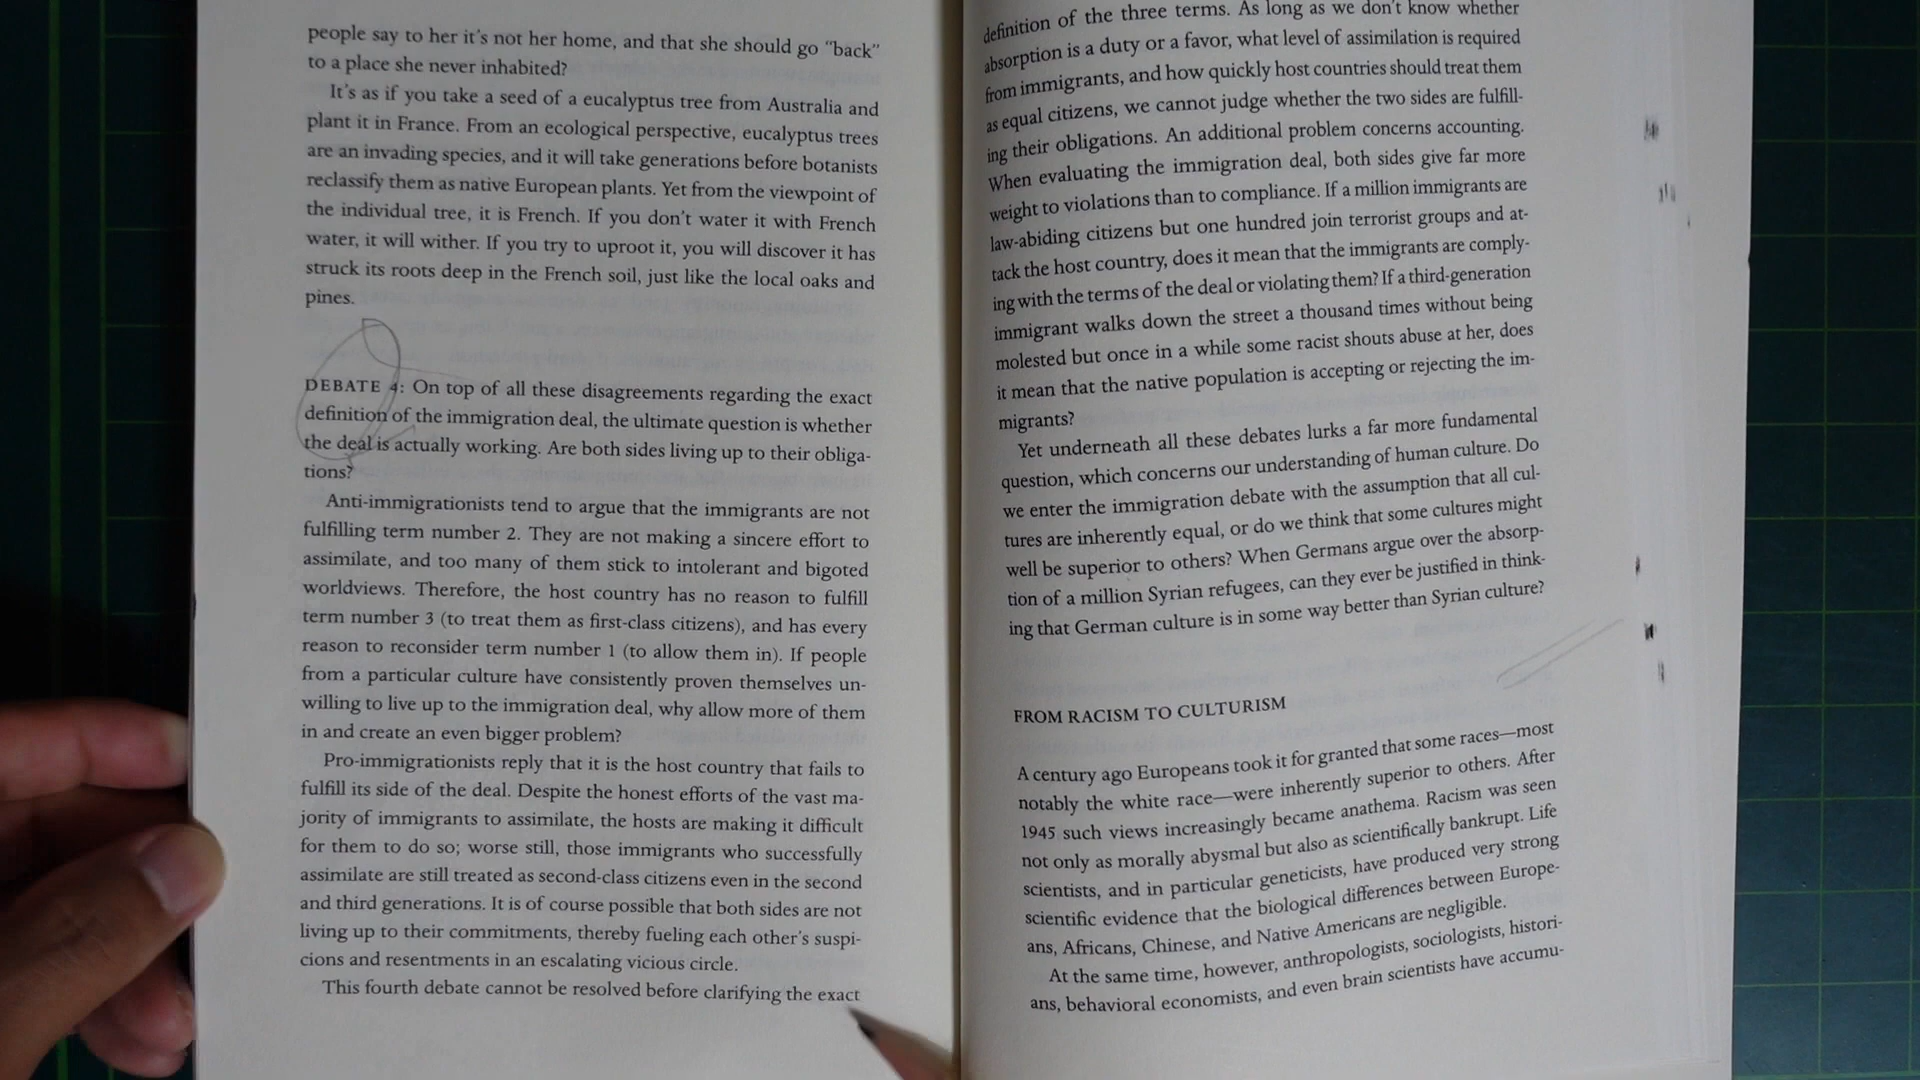 people say to her it's not her home, and that she should go "back"
to a place she never inhabited?
It's as if you take a seed of a eucalyptus tree from Australia and
plant it in France. From an ecological perspective, eucalyptus trees
are an invading species, and it will take generations before botanists
reclassify them as native European plants. Yet from the viewpoint of
the individual tree, it is French. If you don't water it with French
water, it will wither. If you try to uproot it, you will discover it has
struck its roots deep in the French soil, just like the local oaks and
pines.
DEBATE 4: On top of all these disagreements regarding the exact
definition of the immigration deal, the ultimate question is whether
the deal is actually working. Are both sides living up to their obliga-
tions?
Anti-immigrationists tend to argue that the immigrants are not
fulfilling term number 2. They are not making a sincere effort to
assimilate, and too many of them stick to intolerant and bigoted
worldviews. Therefore, the host country has no reason to fulfill
term number 3 (to treat them as first-class citizens), and has every
reason to reconsider term number 1 (to allow them in). If people
from a particular culture have consistently proven themselves un-
willing to live up to the immigration deal, why allow more of them
in and create an even bigger problem?
Pro-immigrationists reply that it is the host country that fails to
fulfill its side of the deal. Despite the honest efforts of the vast ma-
jority of immigrants to assimilate, the hosts are making it difficult
for them to do so; worse still, those immigrants who successfully
assimilate are still treated as second-class citizens even in the second
and third generations. It is of course possible that both sides are not
living up to their commitments, thereby fueling each other's suspi-
cions and resentments in an escalating vicious circle.
This fourth debate cannot be resolved before clarifying the exact
definition of the three terms. As long as we don't know whether
absorption is a duty or a favor, what level of assimilation is required
from immigrants, and how quickly host countries should treat them
as equal citizens, we cannot judge whether the two sides are fulfill-
ing their obligations. An additional problem concerns accounting.
When evaluating the immigration deal, both sides give far more
weight to violations than to compliance. If a million immigrants are
law-abiding citizens but one hundred join terrorist groups and at-
tack the host country, does it mean that the immigrants are comply-
ing with the terms of the deal or violating them? If a third-generation
immigrant walks down the street a thousand times without being
molested but once in a while some racist shouts abuse at her, does
it mean that the native population is accepting or rejecting the im-
migrants?
Yet underneath all these debates lurks a far more fundamental
question, which concerns our understanding of human culture. Do
we enter the immigration debate with the assumption that all cul-
tures are inherently equal, or do we think that some cultures might
well be superior to others? When Germans argue over the absorp-
tion of a million Syrian refugees, can they ever be justified in think-
ing that German culture is in some way better than Syrian culture?
FROM RACISM TO CULTURISM
A century ago Europeans took it for granted that some races—most
notably the white race—were inherently superior to others. After
1945 such views increasingly became anathema. Racism was seen
not only as morally abysmal but also as scientifically bankrupt. Life
scientists, and in particular geneticists, have produced very strong
scientific evidence that the biological differences between Europe-
ans, Africans, Chinese, and Native Americans are negligible.
At the same time, however, anthropologists, sociologists, histori-
ans, behavioral economists, and even brain scientists have accumu-